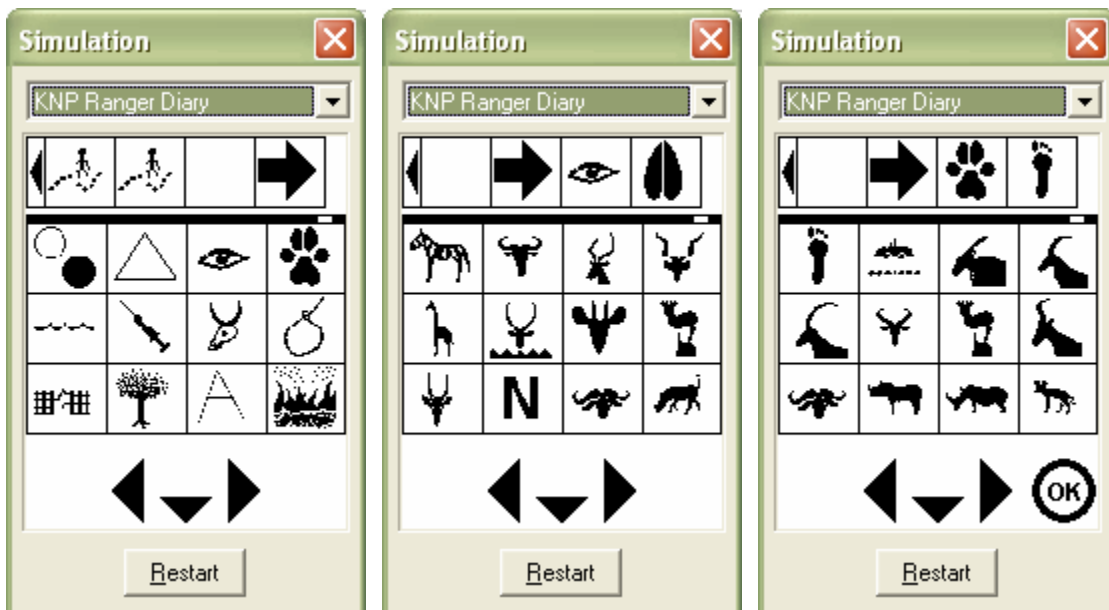 Simulation
KNP Ranger Diary
A
Restart
Simulation
KNP Ranger Diary
N
Restart
Simulation
KNP Ranger Diary
OK
Restart